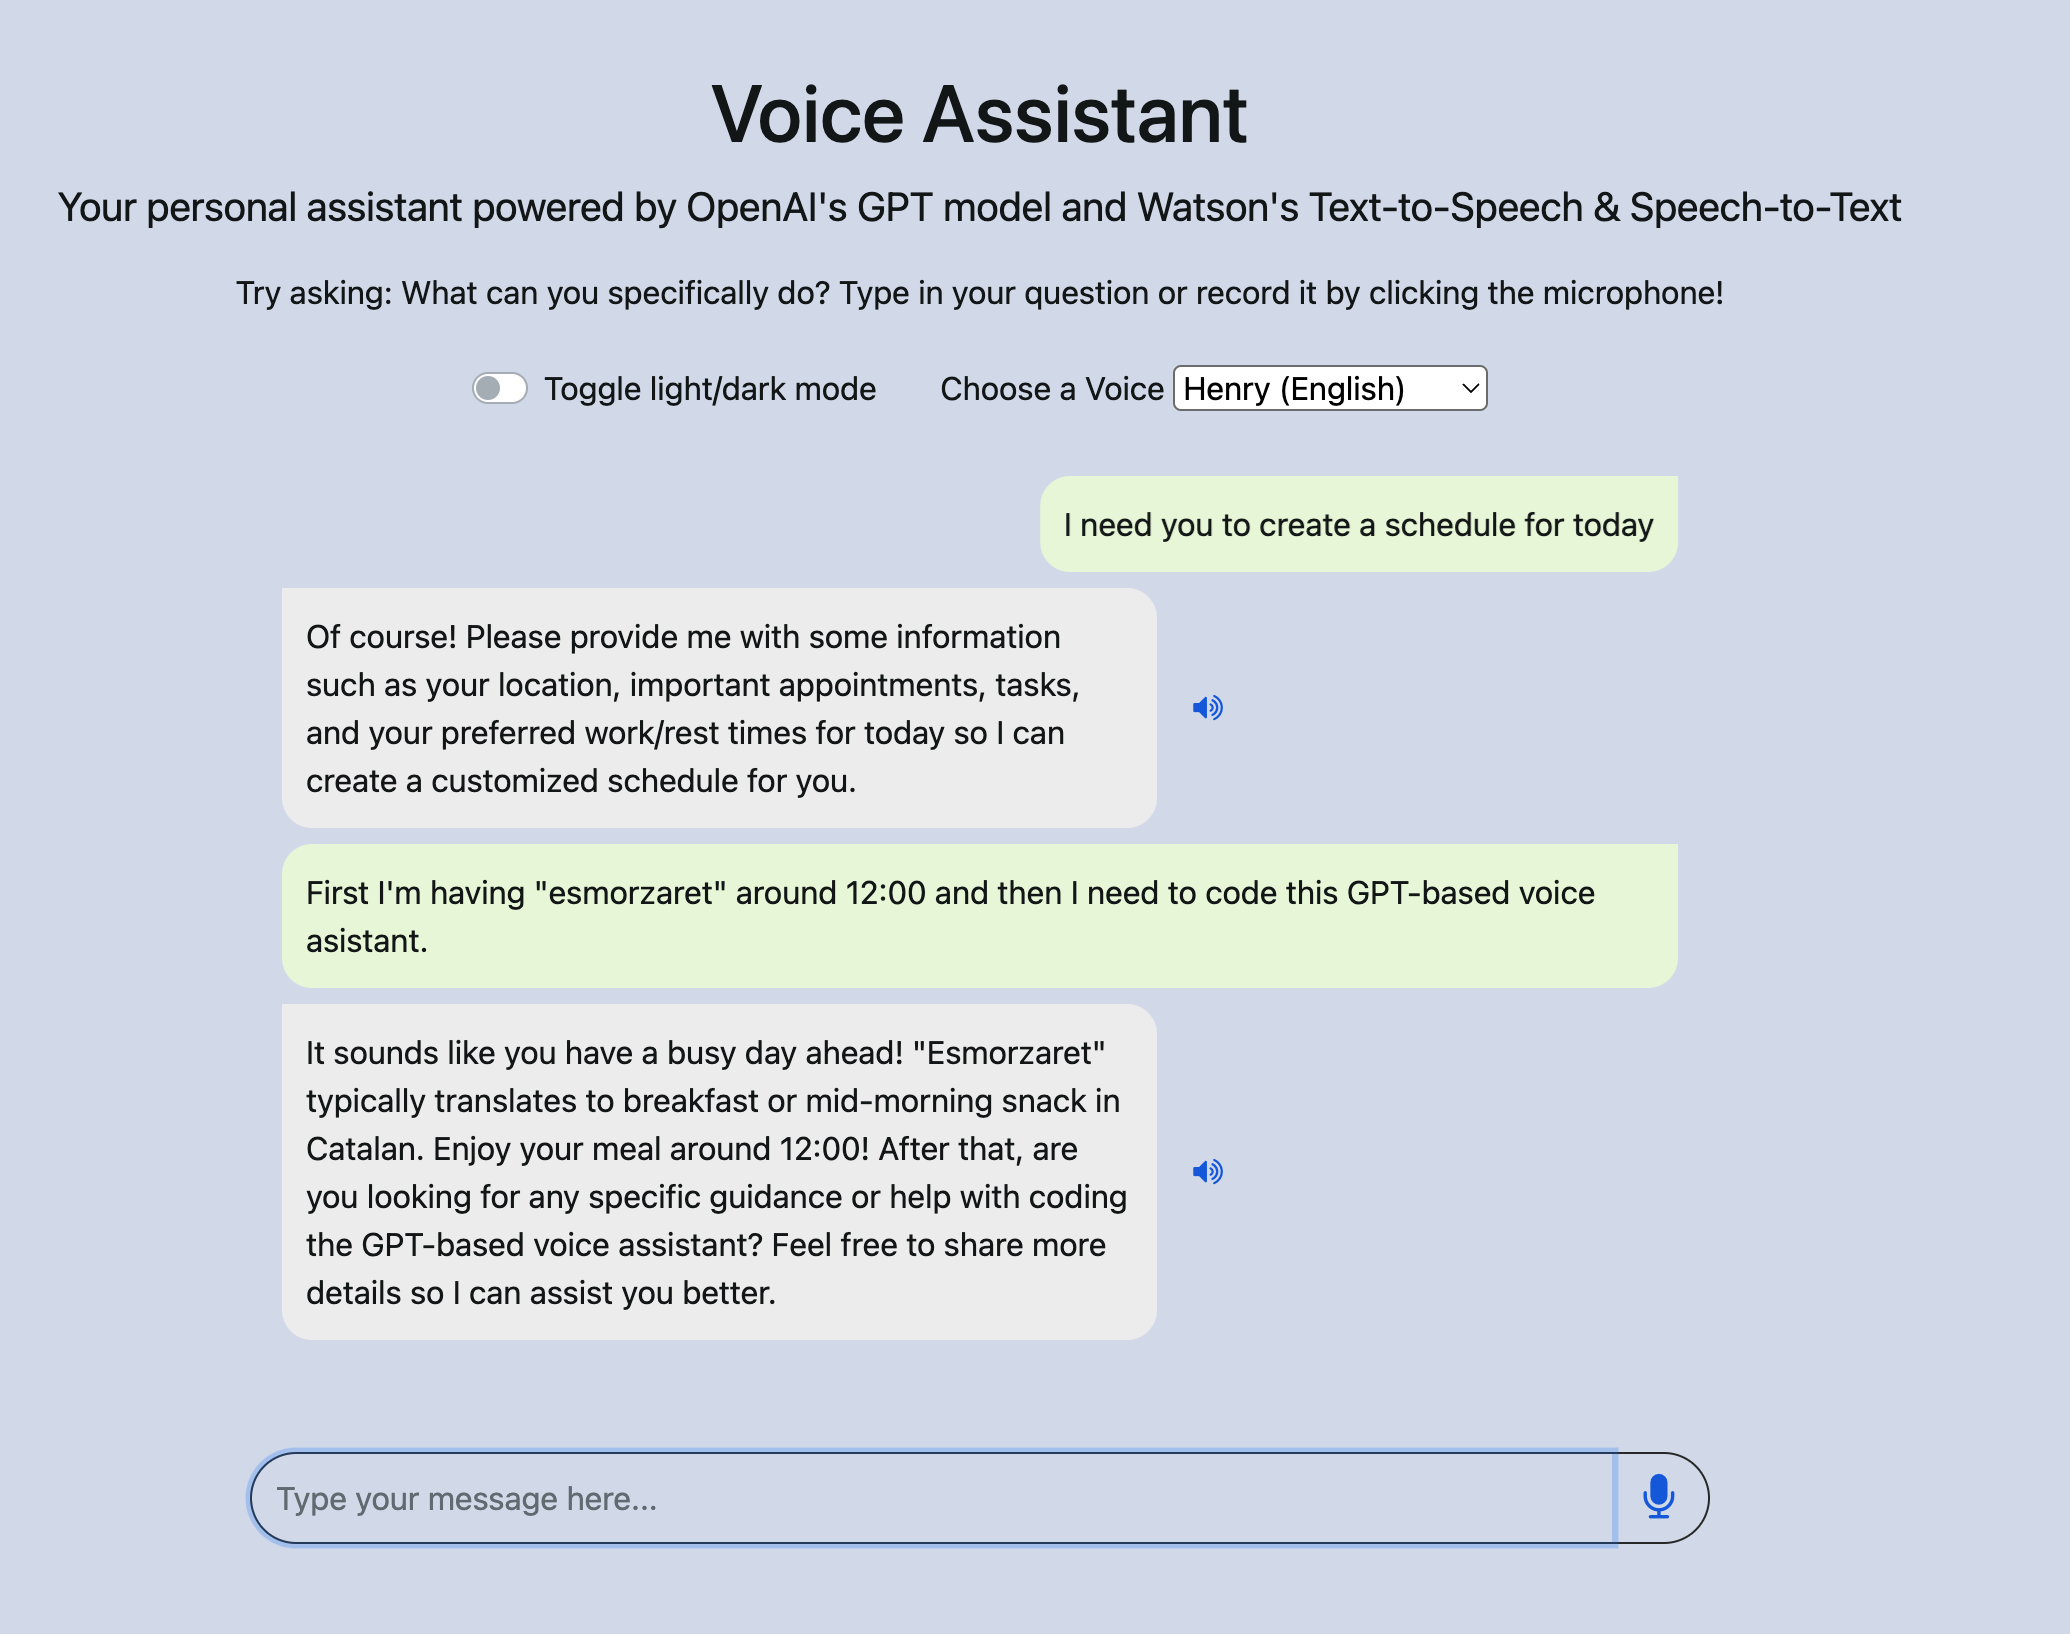 Voice Assistant
Your personal assistant powered by OpenAI's GPT model and Watson's Text-to-Speech & Speech-to-Text
Try asking: What can you specifically do? Type in your question or record it by clicking the microphone!
Toggle light/dark mode Choose a Voice Henry (English)
I need you to create a schedule for today
Of course! Please provide me with some information
such as your location, important appointments, tasks,
and your preferred work/rest times for today so I can
create a customized schedule for you.
First I'm having "esmorzaret" around 12:00 and then I need to code this GPT-based voice
asistant.
It sounds like you have a busy day ahead! "Esmorzaret"
typically translates to breakfast or mid-morning snack in
Catalan. Enjoy your meal around 12:00! After that, are
you looking for any specific guidance or help with coding
the GPT-based voice assistant? Feel free to share more
details so I can assist you better.
Type your message here...